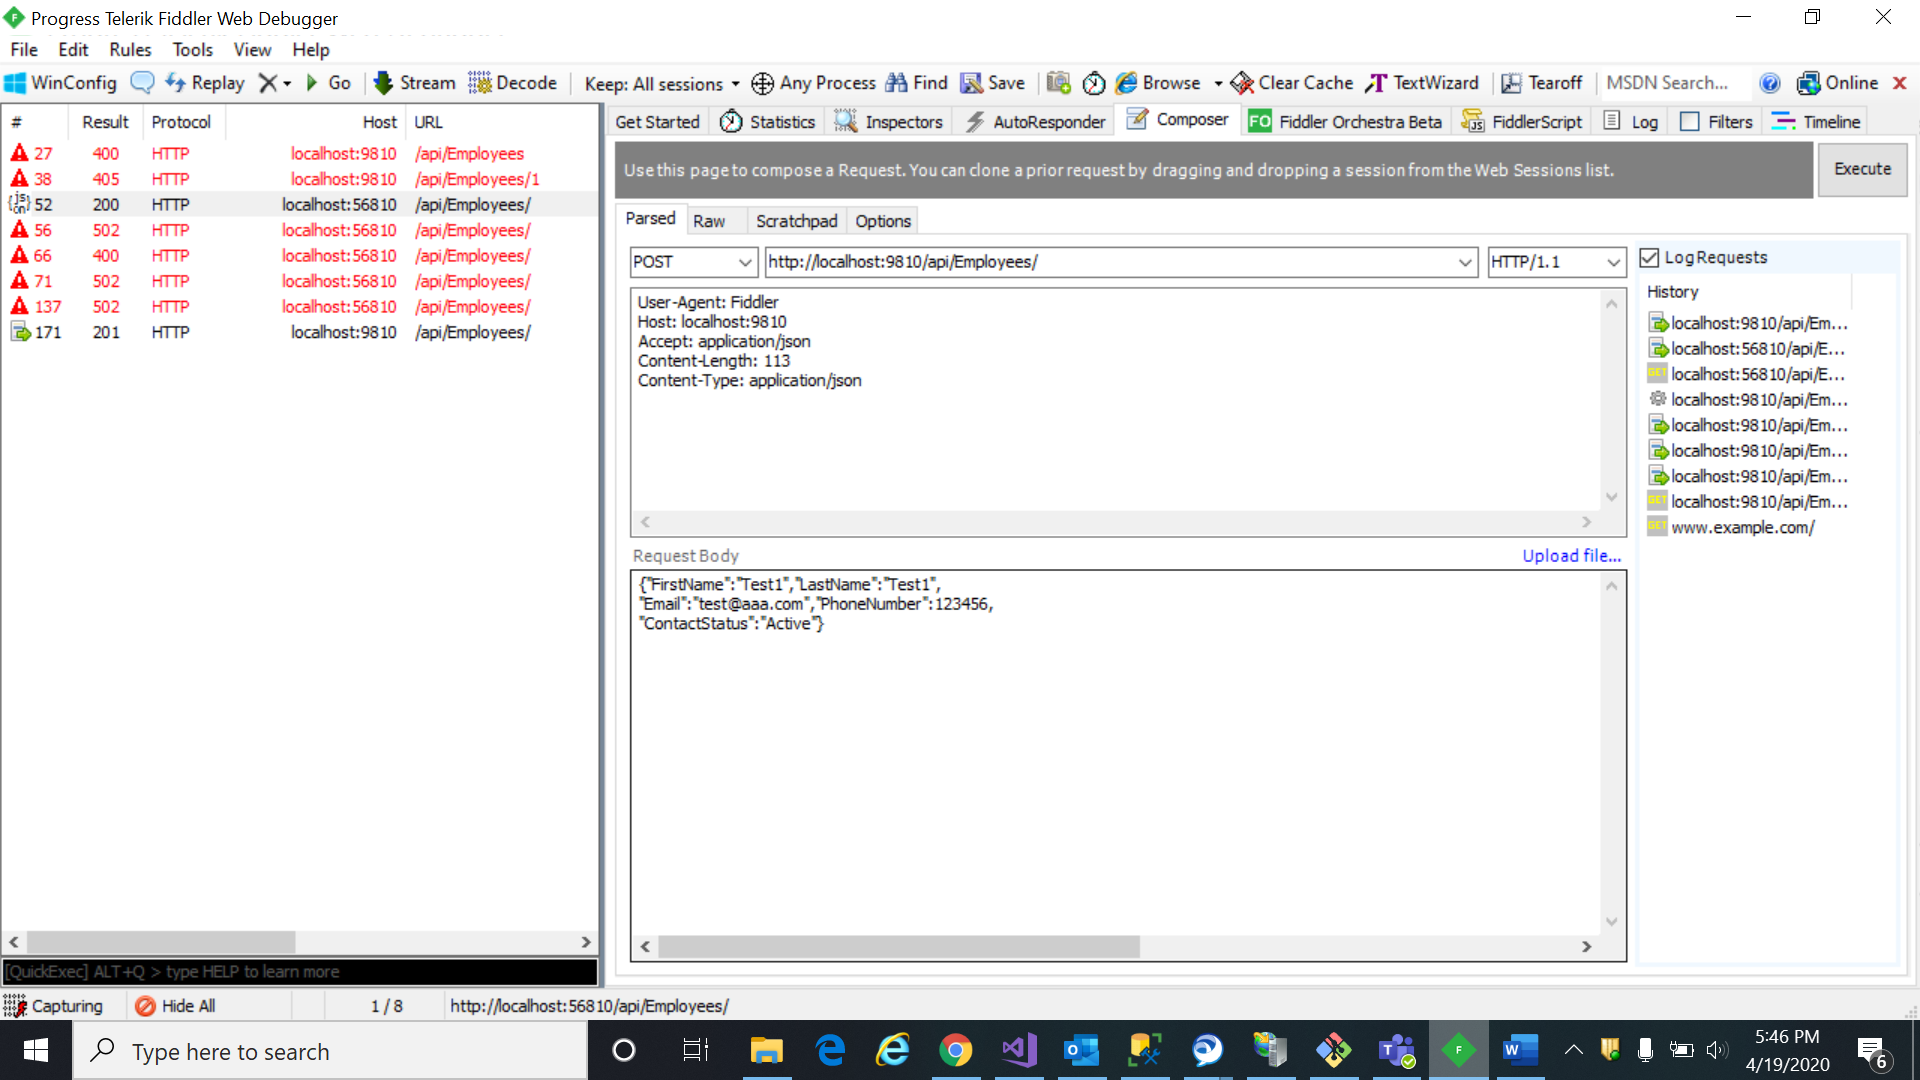 Progress Telerik Fiddler Web Debugger
File Edit Rules Tools View Help
WinConfig Replay Go Stream Decode Keep: All sessions Any Process Find Save Browse Clear Cache TextWizard Tearoff MSDN Search... Online
# Result Protocol Host URL
27 400 HTTP localhost:9810 /api/Employees
38 405 HTTP localhost:9810 /api/Employees/1
52 200 HTTP localhost:56810 /api/Employees/
56 502 HTTP localhost:56810 /api/Employees/
66 400 HTTP localhost:56810 /api/Employees/
71 502 HTTP localhost:56810 /api/Employees/
137 502 HTTP localhost:56810 /api/Employees/
171 201 HTTP localhost:9810 /api/Employees/
[QuickExec] ALT+Q > type HELP to learn more
Get Started Statistics Inspectors AutoResponder Composer FO Fiddler Orchestra Beta FiddlerScript Log Filters Timeline
Use this page to compose a Request. You can clone a prior request by dragging and dropping a session from the Web Sessions list.
Execute
Parsed Raw Scratchpad Options
POST http://localhost:9810/api/Employees/ HTTP/1.1
User-Agent: Fiddler
Host: localhost:9810
Accept: application/json
Content-Length: 113
Content-Type: application/json
Request Body Upload file...
{"FirstName":"Test1","LastName":"Test1",
"Email":"test@aaa.com","PhoneNumber":123456,
"ContactStatus":"Active"}
Log Requests
History
localhost:9810/api/Em...
localhost:56810/api/E...
GET localhost:56810/api/E...
localhost:9810/api/Em...
localhost:9810/api/Em...
localhost:9810/api/Em...
localhost:9810/api/Em...
GET localhost:9810/api/Em...
GET www.example.com/
Capturing Hide All 1 / 8 http://localhost:56810/api/Employees/
Type here to search
5:46 PM
4/19/2020
6